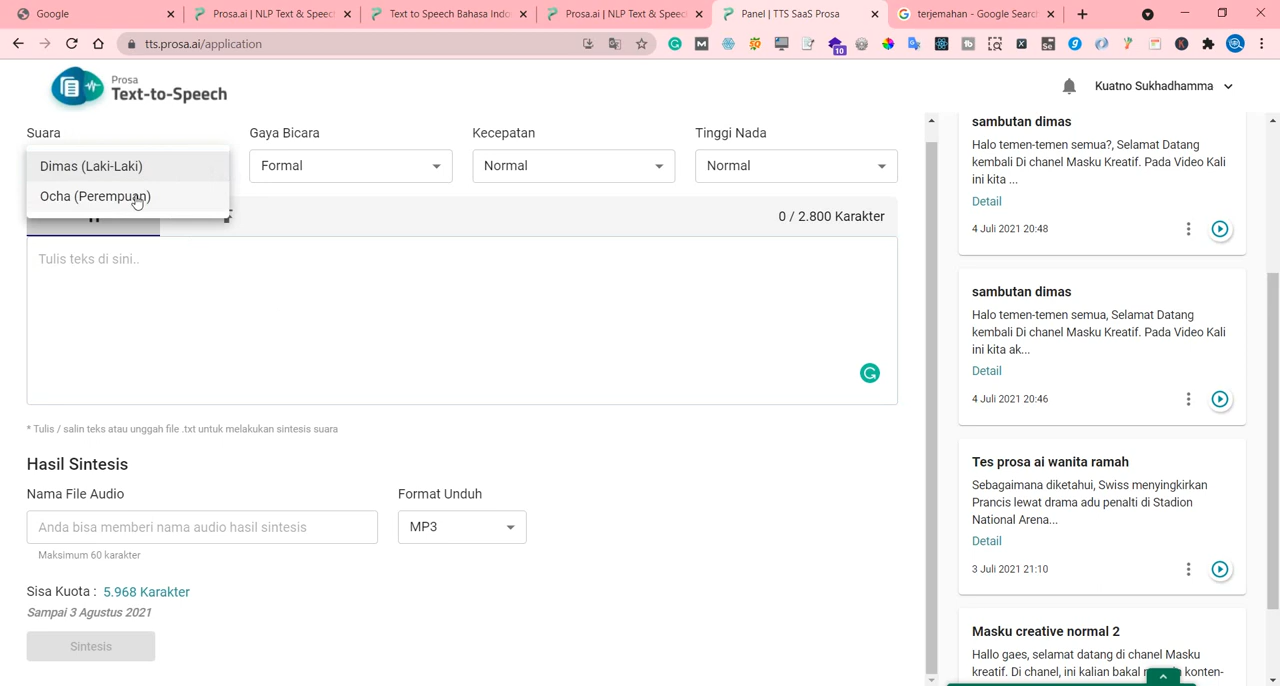 Google
Prosa.ai | NLP Text & Speec
Text to Speech Bahasa Indo
Prosa.ai | NLP Text & Speec
Panel | TTS SaaS Prosa
terjemahan - Google Search
tts.prosa.ai/application
10
Prosa
Text-to-Speech
Kuatno Sukhadhamma
Suara
Gaya Bicara
Kecepatan
Tinggi Nada
Dimas (Laki-Laki)
Ocha (Perempuan)
Formal
Normal
Normal
0 / 2.800 Karakter
Tulis teks di sini..
* Tulis / salin teks atau unggah file .txt untuk melakukan sintesis suara
Hasil Sintesis
Nama File Audio
Format Unduh
Anda bisa memberi nama audio hasil sintesis
MP3
Maksimum 60 karakter
Sisa Kuota : 5.968 Karakter
Sampai 3 Agustus 2021
Sintesis
sambutan dimas
Halo temen-temen semua?, Selamat Datang
kembali Di chanel Masku Kreatif. Pada Video Kali
ini kita ...
Detail
4 Juli 2021 20:48
sambutan dimas
Halo temen-temen semua, Selamat Datang
kembali Di chanel Masku Kreatif. Pada Video Kali
ini kita ak...
Detail
4 Juli 2021 20:46
Tes prosa ai wanita ramah
Sebagaimana diketahui, Swiss menyingkirkan
Prancis lewat drama adu penalti di Stadion
National Arena...
Detail
3 Juli 2021 21:10
Masku creative normal 2
Hallo gaes, selamat datang di chanel Masku
kreatif. Di chanel, ini kalian bakal konten-